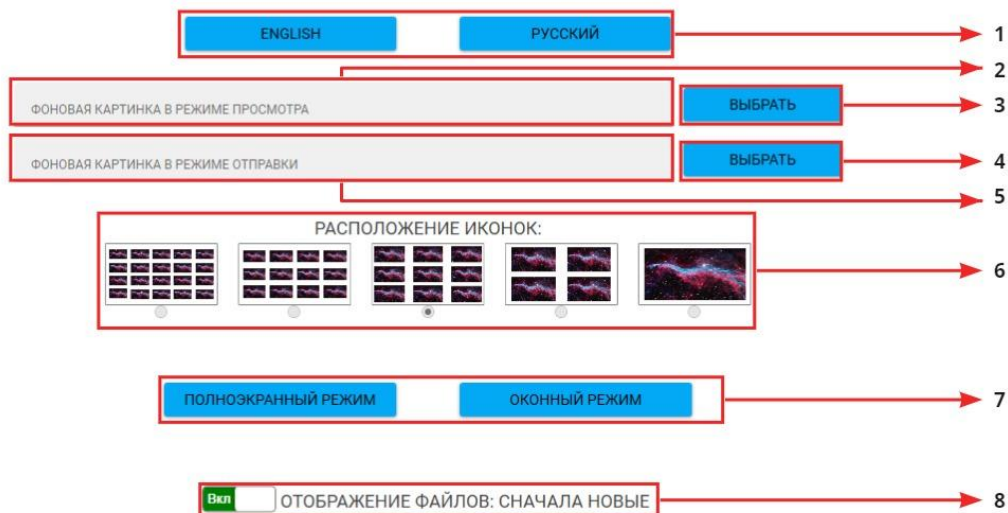 ENGLISH РУССКИЙ 1
2
ФОНОВАЯ КАРТИНКА В РЕЖИМЕ ПРОСМОТРА ВЫБРАТЬ 3
ФОНОВАЯ КАРТИНКА В РЕЖИМЕ ОТПРАВКИ ВЫБРАТЬ 4
5
РАСПОЛОЖЕНИЕ ИКОНОК:
6
ПОЛНОЭКРАННЫЙ РЕЖИМ ОКОННЫЙ РЕЖИМ 7
Вкл ОТОБРАЖЕНИЕ ФАЙЛОВ: СНАЧАЛА НОВЫЕ 8